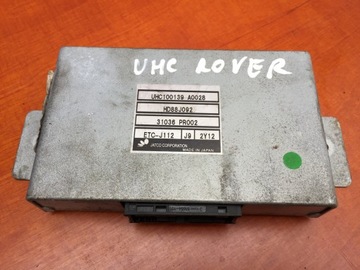 UHC ROVER
UHC100139 A0028
HD88J092
31036 PR002
ETC-J112 J9 2Y12
JATCO CORPORATION
MADE IN JAPAN